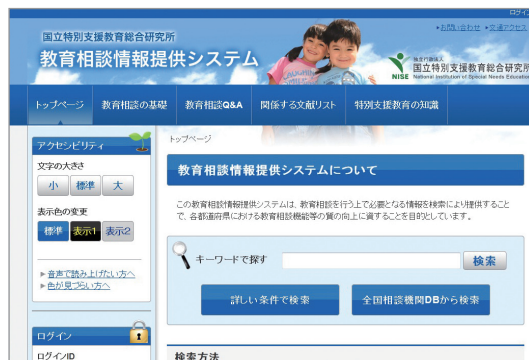 ログイン
▸お問い合わせ ▸交通アクセス
国立特別支援教育総合研究所
教育相談情報提供システム
独立行政法人
国立特別支援教育総合研究所
NISE National Institution of Special Needs Education
トップページ 教育相談の基礎 教育相談Q&A 関係する文献リスト 特別支援教育の知識
アクセシビリティ
文字の大きさ
小 標準 大
表示色の変更
標準 表示1 表示2
▶音声で読み上げたい方へ
▶色が見づらい方へ
ログイン
ログインID
トップページ
教育相談情報提供システムについて
この教育相談情報提供システムは、教育相談を行う上で必要となる情報を検索により提供すること
で、各都道府県における教育相談機能等の質の向上に資することを目的としています。
キーワードで探す 検索
詳しい条件で検索 全国相談機関DBから検索
検索方法